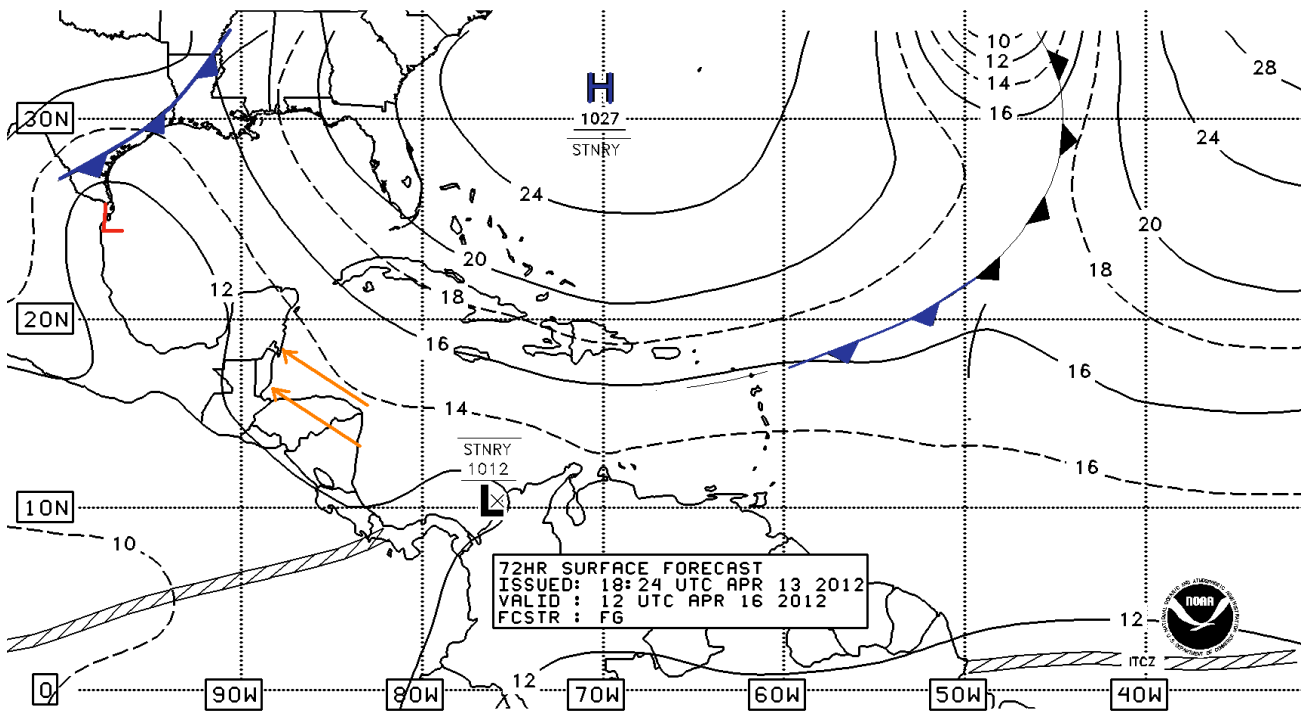 10
12
14
16
28
H
1027
STNRY
30N
24
24
L
20
20
18
18
12
20N
16
16
14
STNRY
1012
L
16
10N
10
72HR SURFACE FORECAST
ISSUED: 18:24 UTC APR 13 2012
VALID : 12 UTC APR 16 2012
FCSTR : FG
NOAA
12
ITCZ
12
0
90W
80W
70W
60W
50W
40W